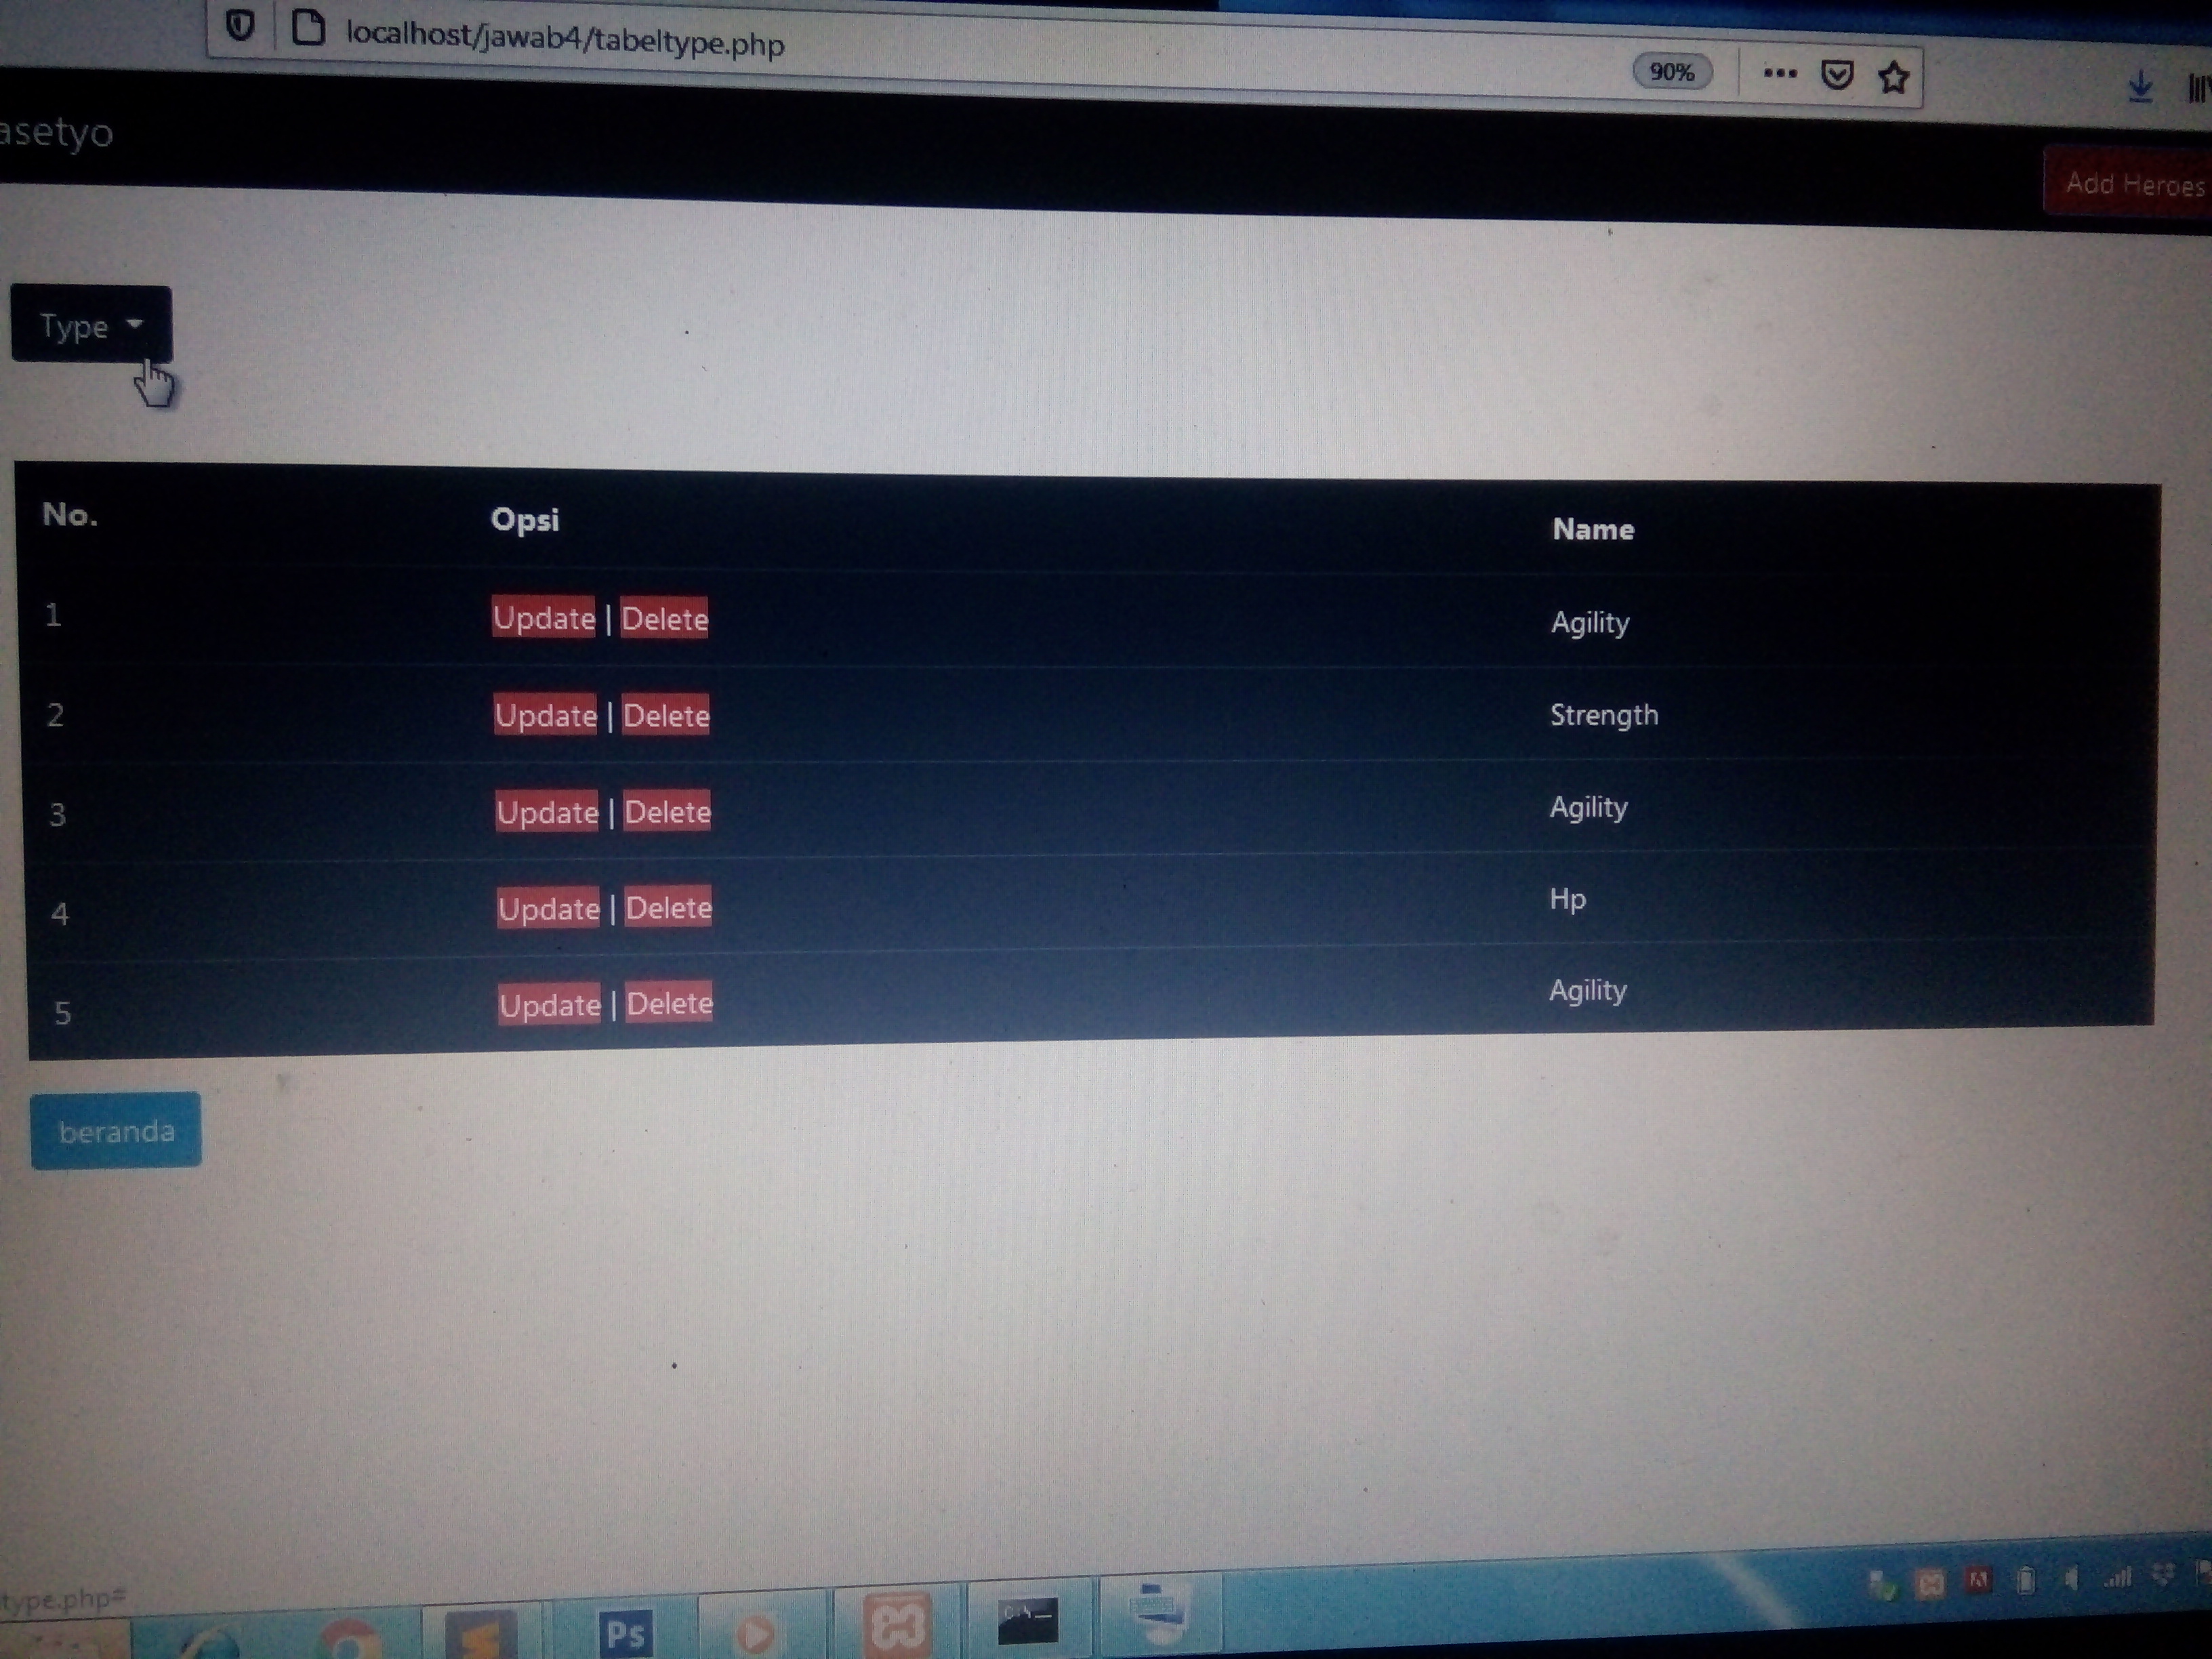 localhost/jawab4/tabeltype.php
90%
asetyo
Add Heroes
Type
No. Opsi Name
1 Update | Delete Agility
2 Update | Delete Strength
3 Update | Delete Agility
4 Update | Delete Hp
5 Update | Delete Agility
beranda
type.php#
Ps
C:\